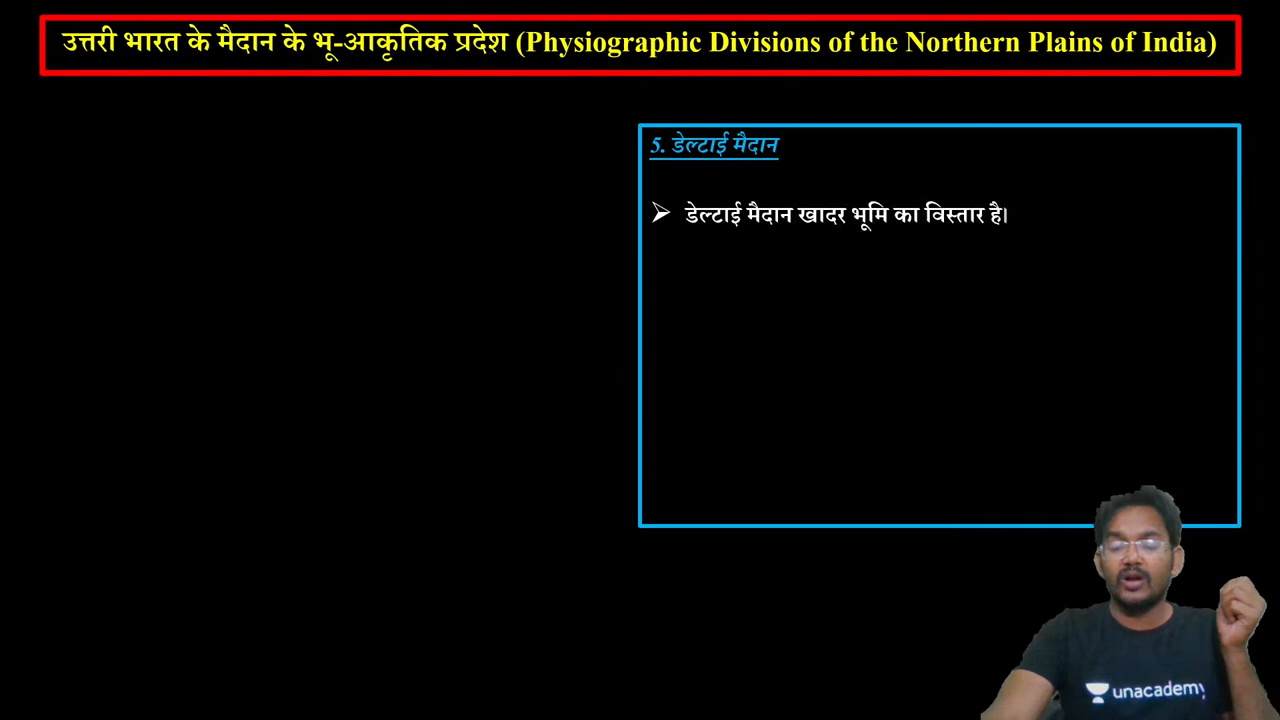 उत्तरी भारत के मैदान के भू-आकृतिक प्रदेश (Physiographic Divisions of the Northern Plains of India)
5. डेल्टाई मैदान
➢ डेल्टाई मैदान खादर भूमि का विस्तार है।
unacademy